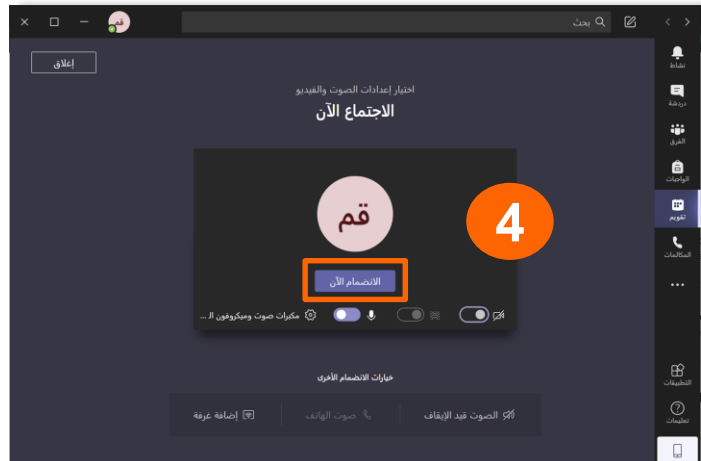 قم
بحث
إغلاق
نشاط
دردشة
الفرق
الواجبات
تقويم
المكالمات
التطبيقات
تعليمات
اختيار إعدادات الصوت والفيديو
الاجتماع الآن
قم
4
الانضمام الآن
مكبرات صوت وميكروفون الـ ...
خيارات الانضمام الأخرى
الصوت قيد الإيقاف
صوت الهاتف
إضافة غرفة